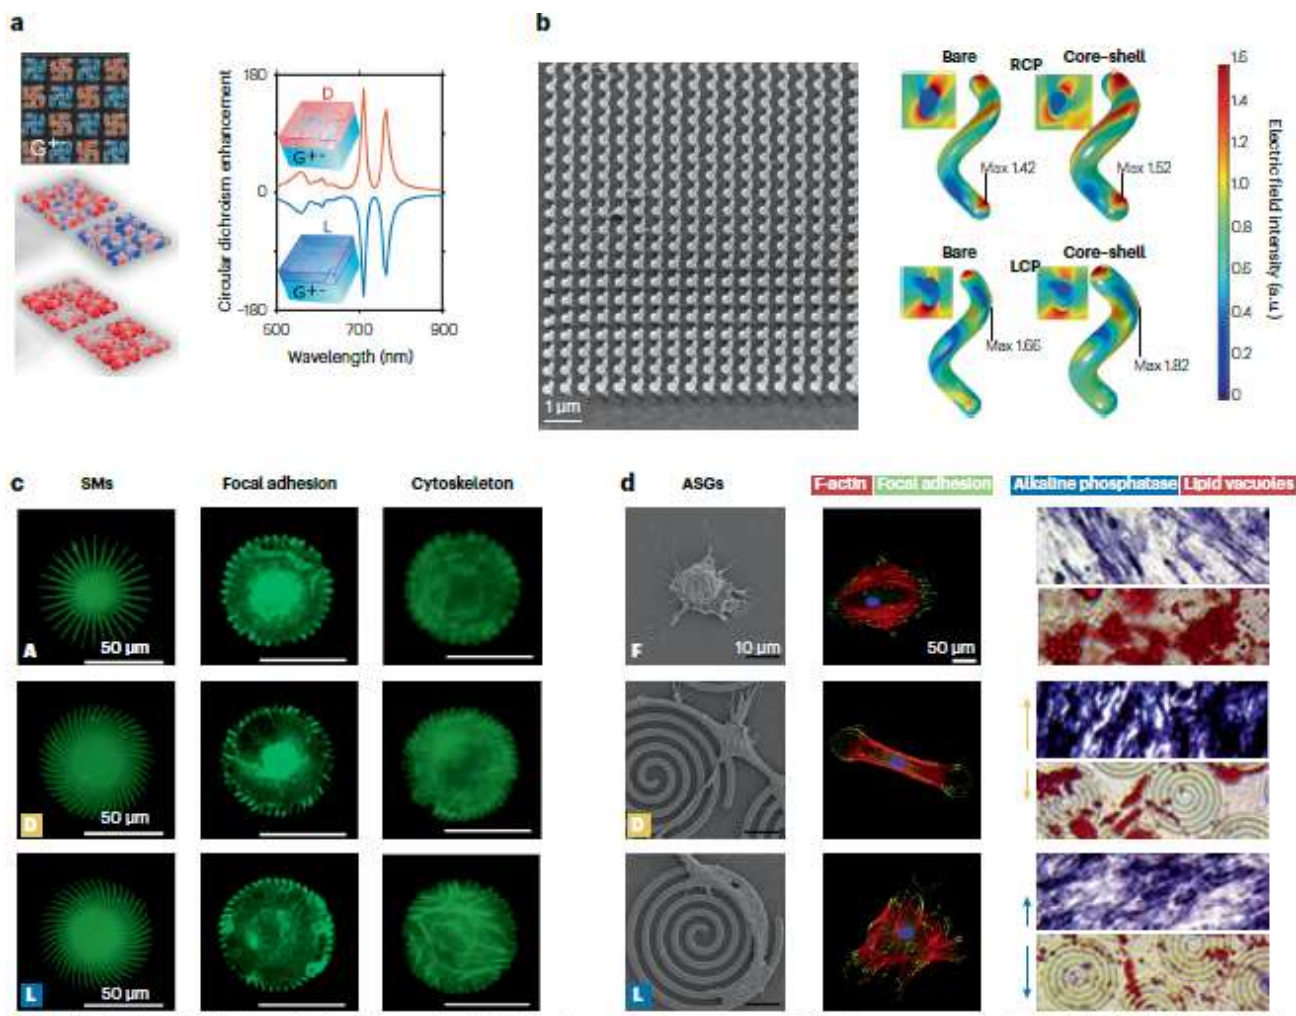 a
G⁺⁻
Circular dichroism enhancement
180
0
-180
D
G⁺⁻
L
G⁺⁻
500
700
900
Wavelength (nm)
b
1 μm
Bare
RCP
Core–shell
Max 1.42
Max 1.52
Bare
LCP
Core–shell
Max 1.66
Max 1.82
1.6
1.4
1.2
1.0
0.8
0.6
0.4
0.2
0
Electric field intensity (a.u.)
c
SMs
Focal adhesion
Cytoskeleton
A
50 μm
D
50 μm
L
50 μm
d
ASGs
F-actin
Focal adhesion
Alkaline phosphatase
Lipid vacuoles
F
10 μm
50 μm
D
L